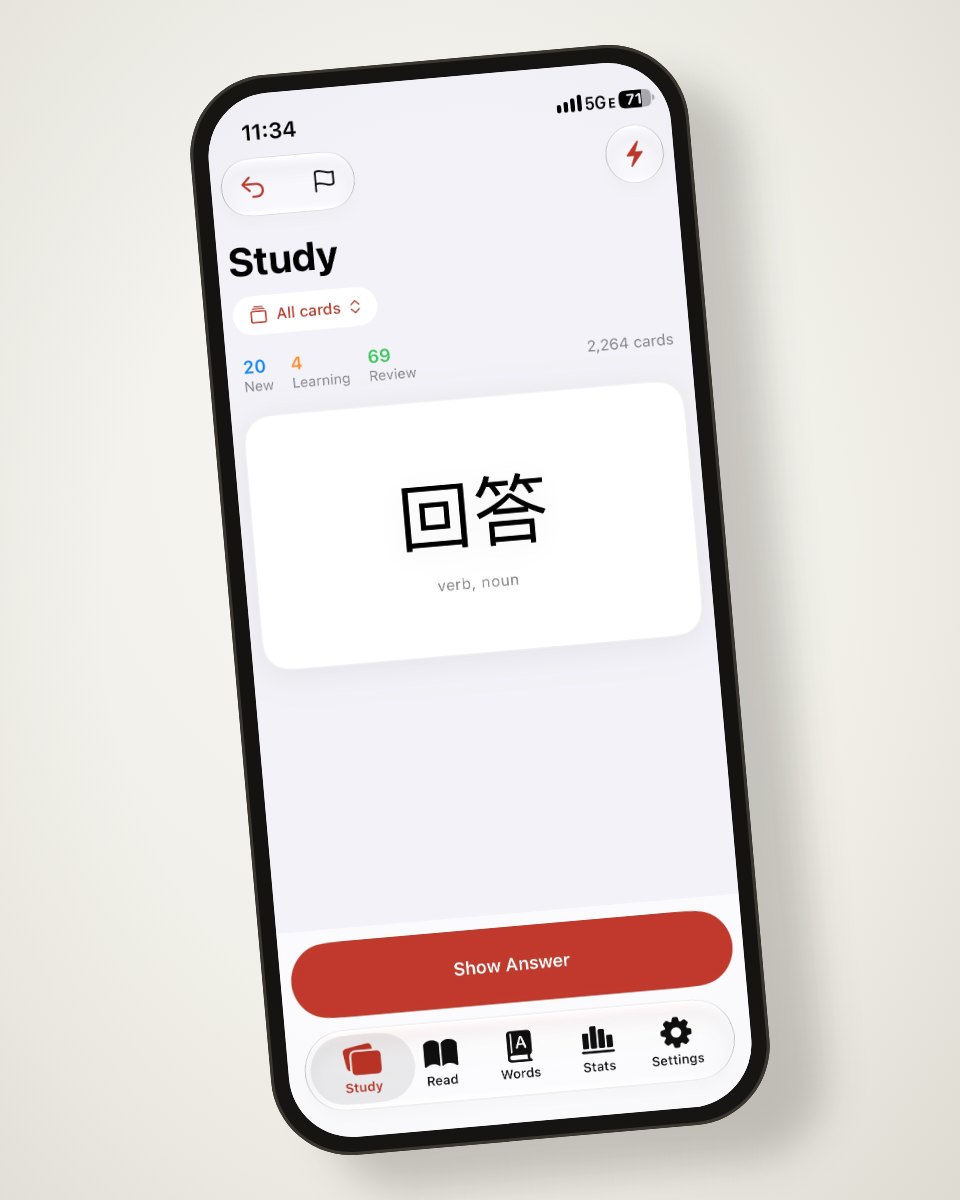 11:34
5G E 71
Study
All cards
20 4 69
New Learning Review
2,264 cards
回答
verb, noun
Show Answer
A
Study Read Words Stats Settings